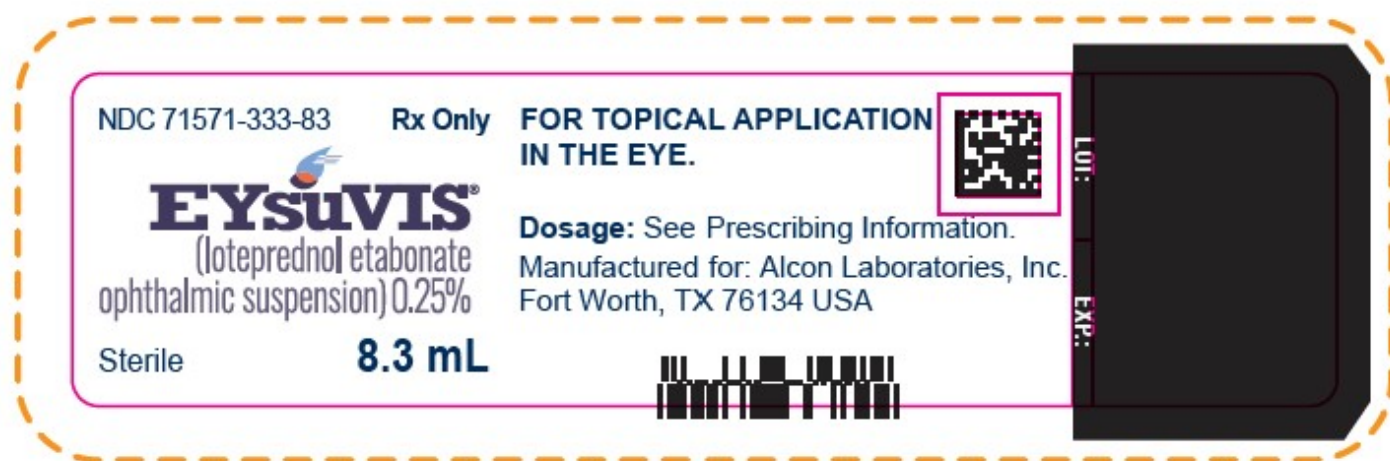 NDC 71571-333-83 Rx Only
EYSUVIS®
(loteprednol etabonate
ophthalmic suspension) 0.25%
Sterile 8.3 mL
FOR TOPICAL APPLICATION
IN THE EYE.
Dosage: See Prescribing Information.
Manufactured for: Alcon Laboratories, Inc.
Fort Worth, TX 76134 USA
LOT:
EXP.: